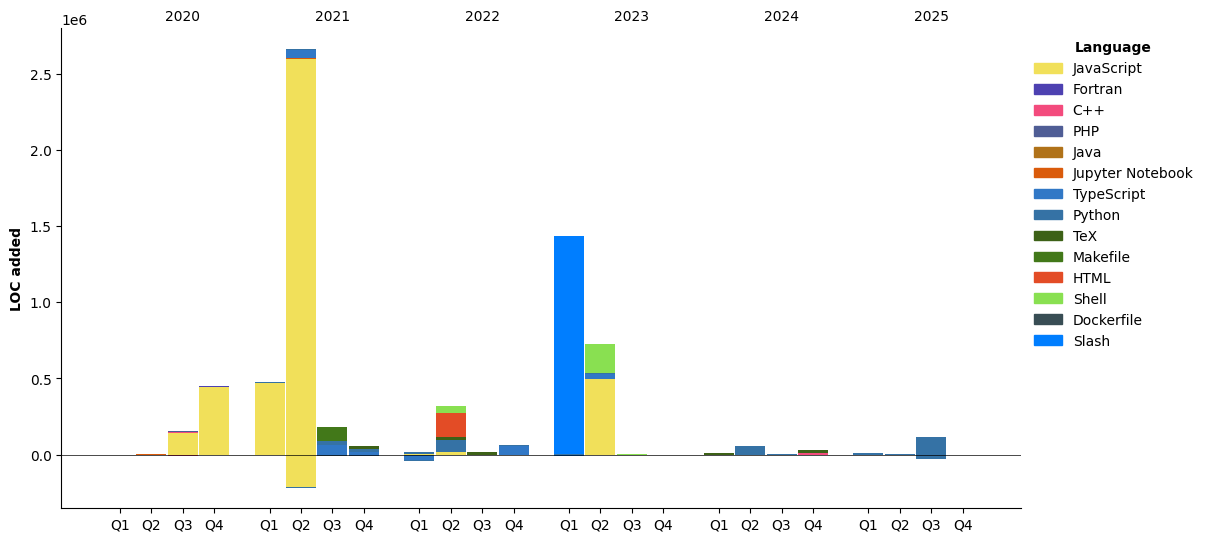 1e6
2020 2021 2022 2023 2024 2025
2.5
2.0
1.5
1.0
0.5
0.0
LOC added
Q1 Q2 Q3 Q4 Q1 Q2 Q3 Q4 Q1 Q2 Q3 Q4 Q1 Q2 Q3 Q4 Q1 Q2 Q3 Q4 Q1 Q2 Q3 Q4
Language
JavaScript
Fortran
C++
PHP
Java
Jupyter Notebook
TypeScript
Python
TeX
Makefile
HTML
Shell
Dockerfile
Slash